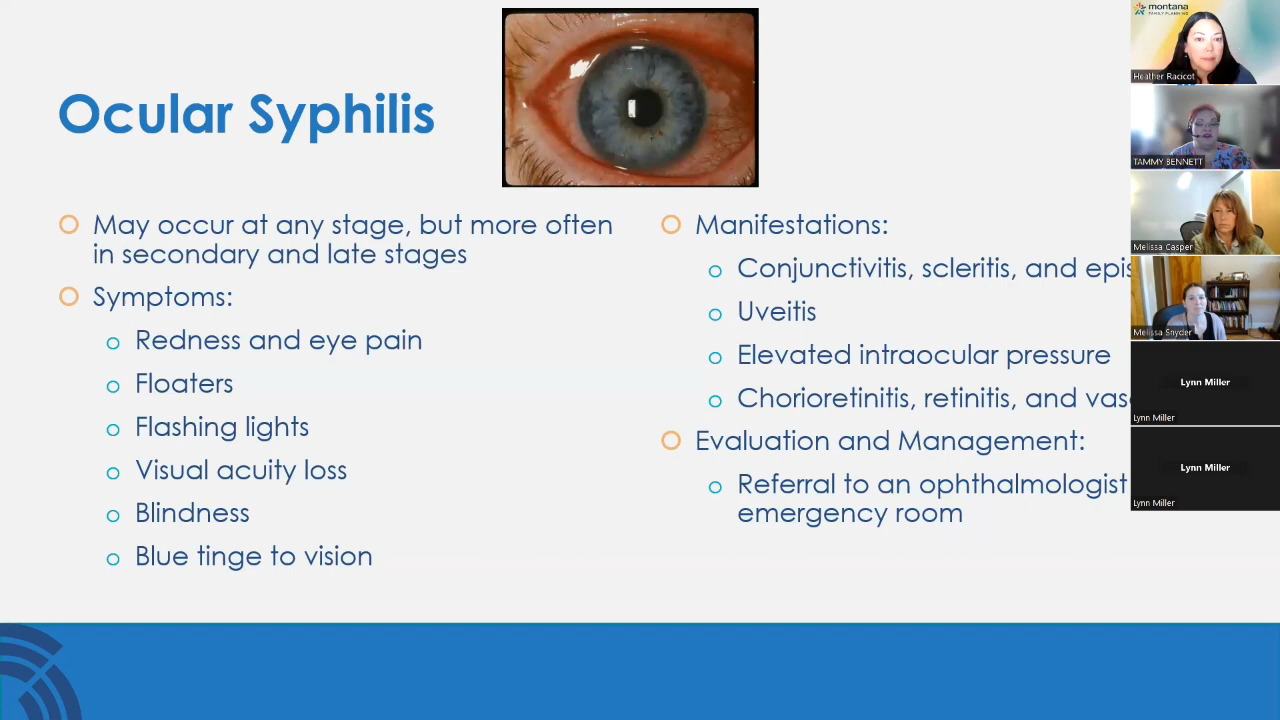 Ocular Syphilis
May occur at any stage, but more often
in secondary and late stages
Symptoms:
Redness and eye pain
Floaters
Flashing lights
Visual acuity loss
Blindness
Blue tinge to vision
Manifestations:
Conjunctivitis, scleritis, and
Uveitis
Elevated intraocular pressure
Chorioretinitis, retinitis, and
Evaluation and Management:
Referral to an ophthalmologist
emergency room
montana
FAMILY PLANNING
Heather Racicot
TAMMY BENNETT
Melissa Casper
Melissa Snyder
Lynn Miller
Lynn Miller
Lynn Miller
Lynn Miller